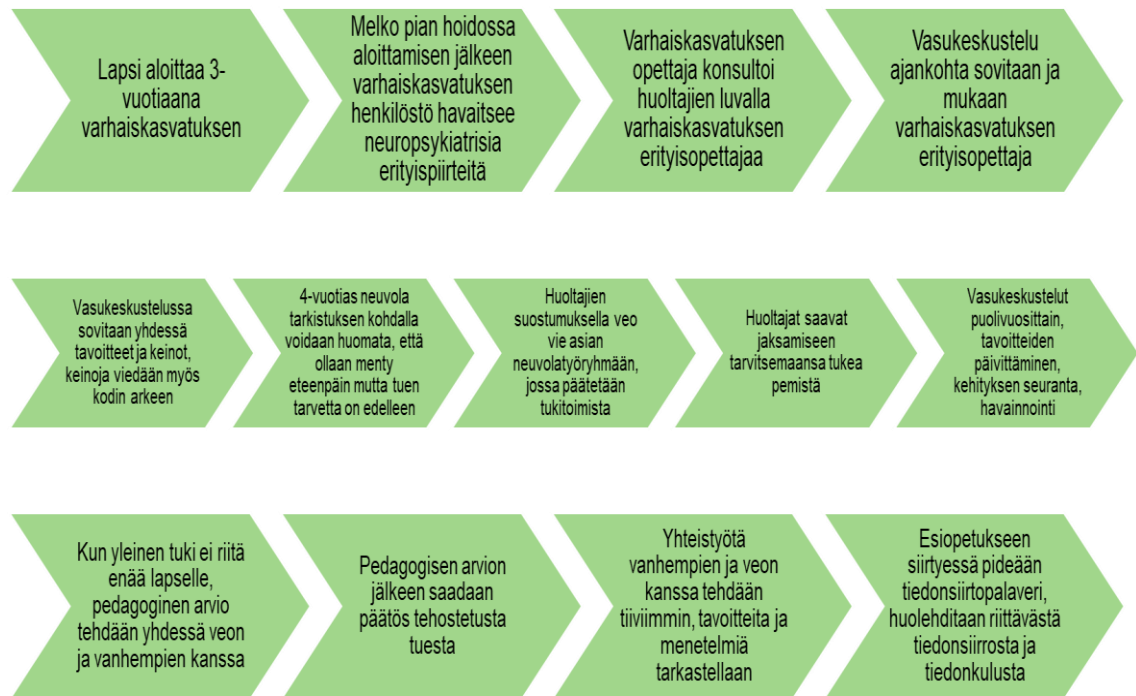 Lapsi aloittaa 3-
vuotiaana
varhaiskasvatuksen
Melko pian hoidossa
aloittamisen jälkeen
varhaiskasvatuksen
henkilöstö havaitsee
neuropsykiatrisia
erityispiirteitä
Varhaiskasvatuksen
opettaja konsultoi
huoltajien luvalla
varhaiskasvatuksen
erityisopettajaa
Vasukeskustelu
ajankohta sovitaan ja
mukaan
varhaiskasvatuksen
erityisopettaja
Vasukeskustelussa
sovitaan yhdessä
tavoitteet ja keinot,
keinoja viedään myös
kodin arkeen
4-vuotias neuvola
tarkistuksen kohdalla
voidaan huomata, että
ollaan menty
eteenpäin mutta tuen
tarvetta on edelleen
Huoltajien
suostumuksella veo
vie asian
neuvolatyöryhmään,
jossa päätetään
tukitoimista
Huoltajat saavat
jaksamiseen
tarvitsemaansa tukea
pemistä
Vasukeskustelut
puolivuosittain,
tavoitteiden
päivittäminen,
kehityksen seuranta,
havainnointi
Kun yleinen tuki ei riitä
enää lapselle,
pedagoginen arvio
tehdään yhdessä veon
ja vanhempien kanssa
Pedagogisen arvion
jälkeen saadaan
päätös tehostetusta
tuesta
Yhteistyötä
vanhempien ja veon
kanssa tehdään
tiiviimmin, tavoitteita ja
menetelmiä
tarkastellaan
Esiopetukseen
siirtyessä pideään
tiedonsiirtopalaveri,
huolehditaan riittävästä
tiedonsiirrosta ja
tiedonkulusta